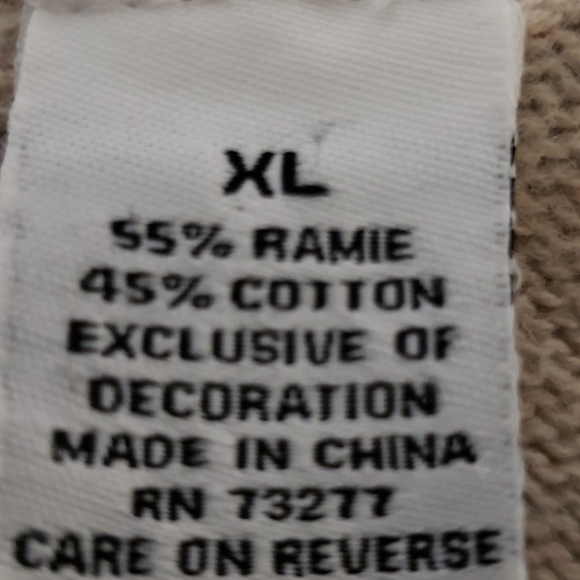 XL
55% RAMIE
45% COTTON
EXCLUSIVE OF
DECORATION
MADE IN CHINA
RN 73277
CARE ON REVERSE